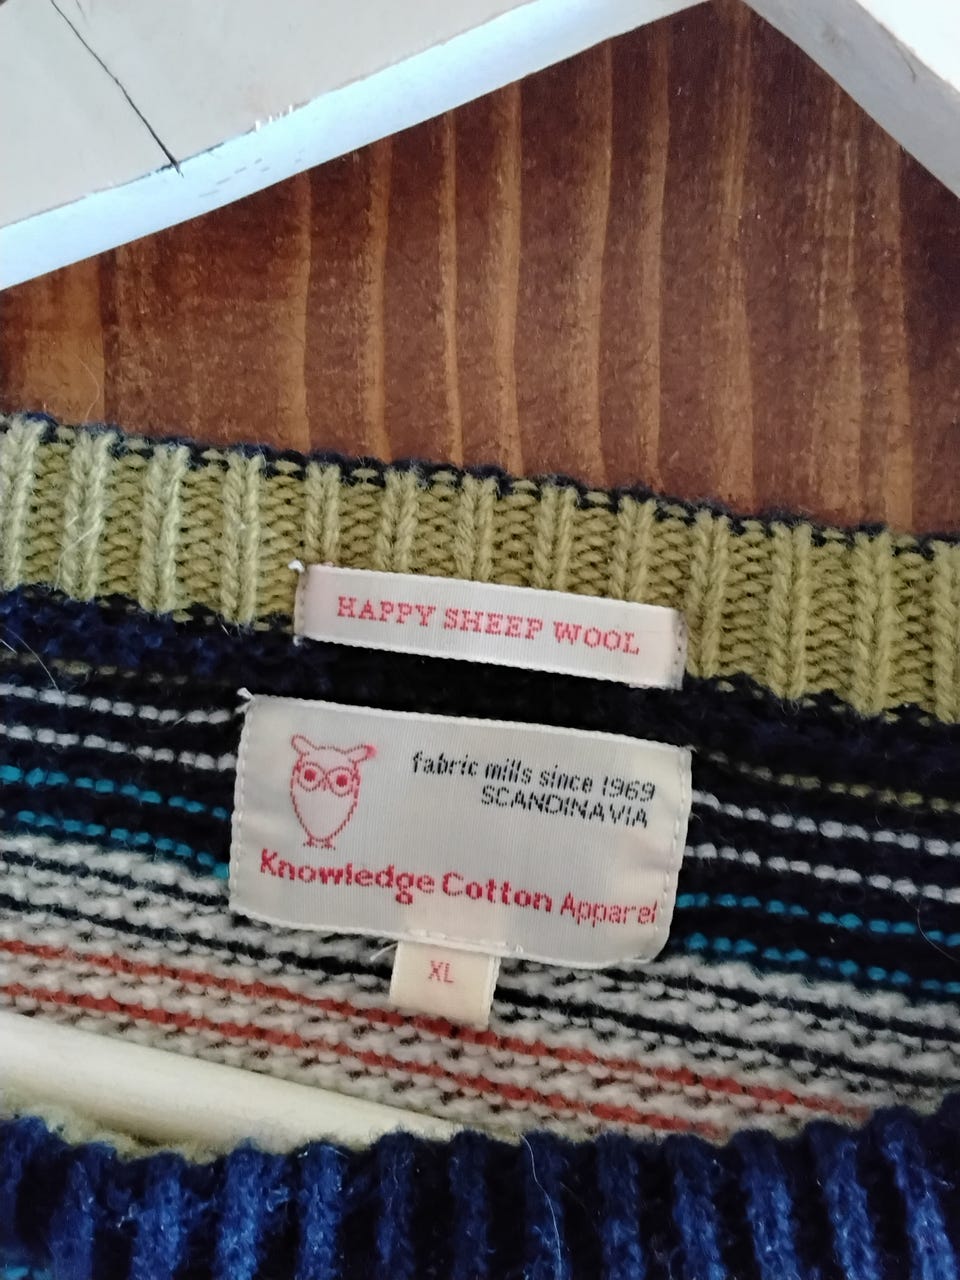 HAPPY SHEEP WOOL
fabric mills since 1969
SCANDINAVIA
Knowledge Cotton Apparel
XL